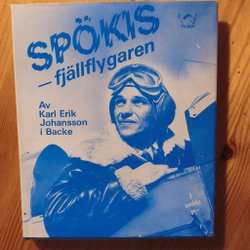 SPÖKIS
– fjällflygaren
Av
Karl Erik
Johansson
i Backe